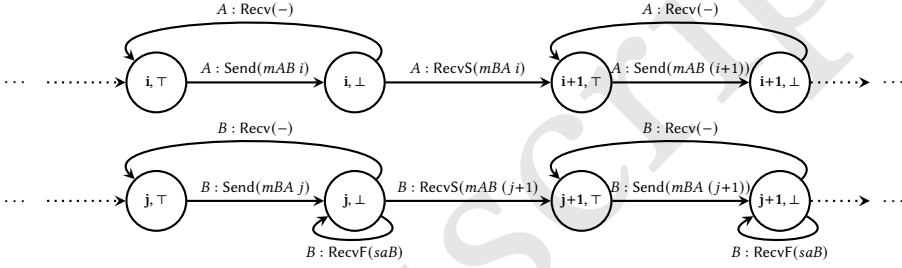 A : Recv(−) A : Recv(−)
... i, ⊤ A : Send(mAB i) i, ⊥ A : RecvS(mBA i) i+1, ⊤ A : Send(mAB (i+1)) i+1, ⊥ ...
B : Recv(−) B : Recv(−)
... j, ⊤ B : Send(mBA j) j, ⊥ B : RecvS(mAB (j+1) j+1, ⊤ B : Send(mBA (j+1)) j+1, ⊥ ...
B : RecvF(saB) B : RecvF(saB)